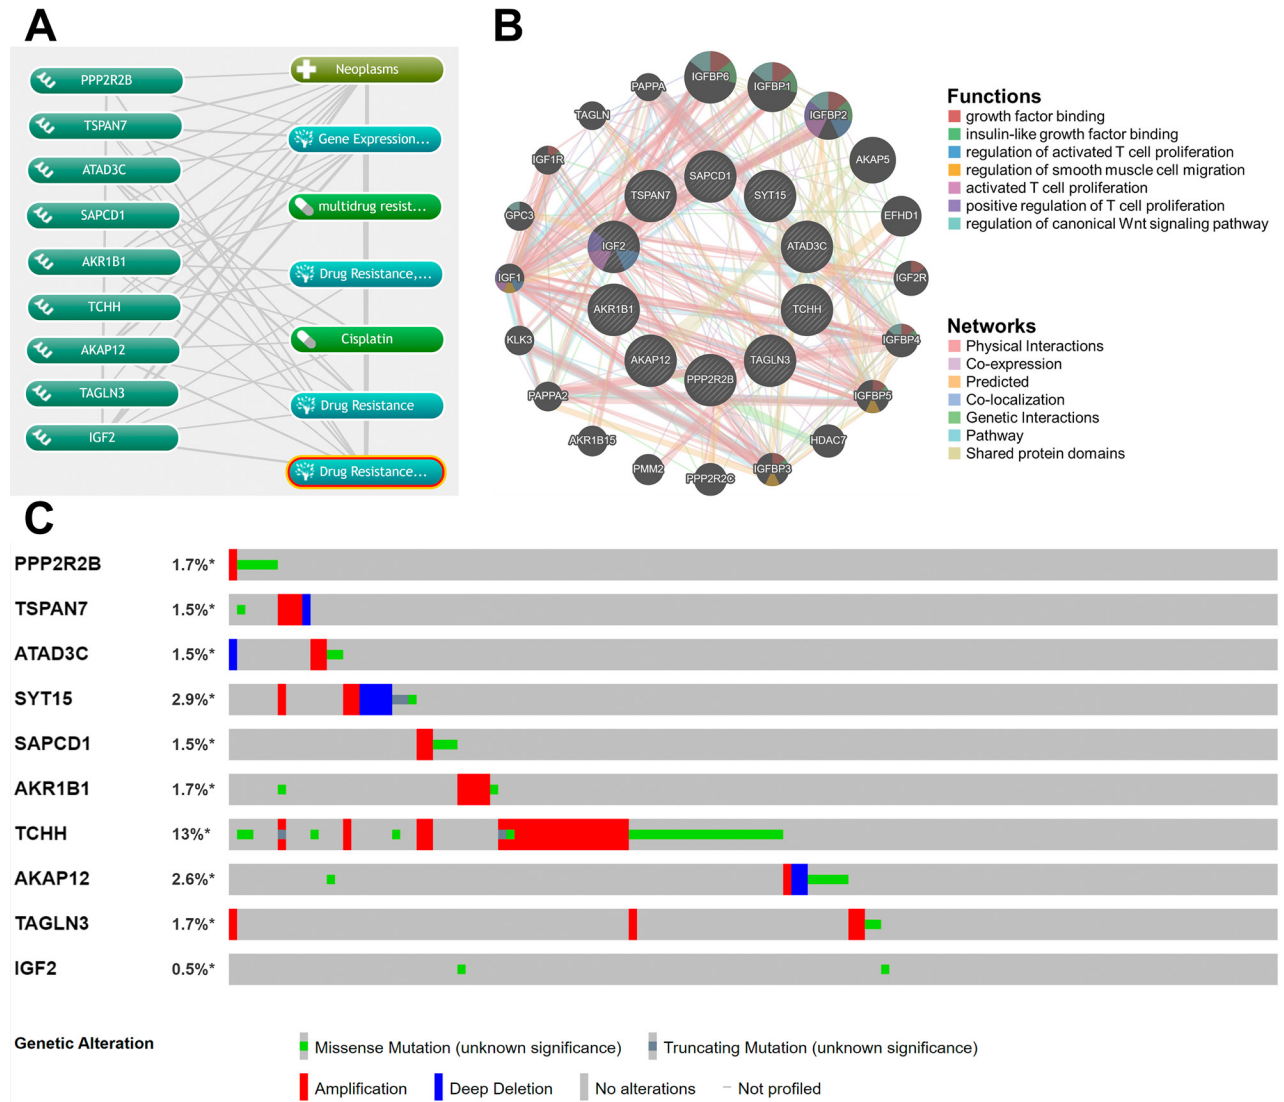 A
PPP2R2B
TSPAN7
ATAD3C
SAPCD1
AKR1B1
TCHH
AKAP12
TAGLN3
IGF2
Neoplasms
Gene Expression...
multidrug resist...
Drug Resistance,...
Cisplatin
Drug Resistance
Drug Resistance...
B
PAPPA
IGFBP6
IGFBP1
IGFBP2
TAGLN
IGF1R
AKAP5
GPC3
EFHD1
IGF1
IGF2R
KLK3
IGFBP4
PAPPA2
IGFBP5
AKR1B15
HDAC7
PMM2
PPP2R2C
IGFBP3
SAPCD1
TSPAN7
SYT15
IGF2
ATAD3C
AKR1B1
TCHH
AKAP12
TAGLN3
PPP2R2B
Functions
growth factor binding
insulin-like growth factor binding
regulation of activated T cell proliferation
regulation of smooth muscle cell migration
activated T cell proliferation
positive regulation of T cell proliferation
regulation of canonical Wnt signaling pathway
Networks
Physical Interactions
Co-expression
Predicted
Co-localization
Genetic Interactions
Pathway
Shared protein domains
C
PPP2R2B 1.7%*
TSPAN7 1.5%*
ATAD3C 1.5%*
SYT15 2.9%*
SAPCD1 1.5%*
AKR1B1 1.7%*
TCHH 13%*
AKAP12 2.6%*
TAGLN3 1.7%*
IGF2 0.5%*
Genetic Alteration
Missense Mutation (unknown significance)
Truncating Mutation (unknown significance)
Amplification
Deep Deletion
No alterations
Not profiled